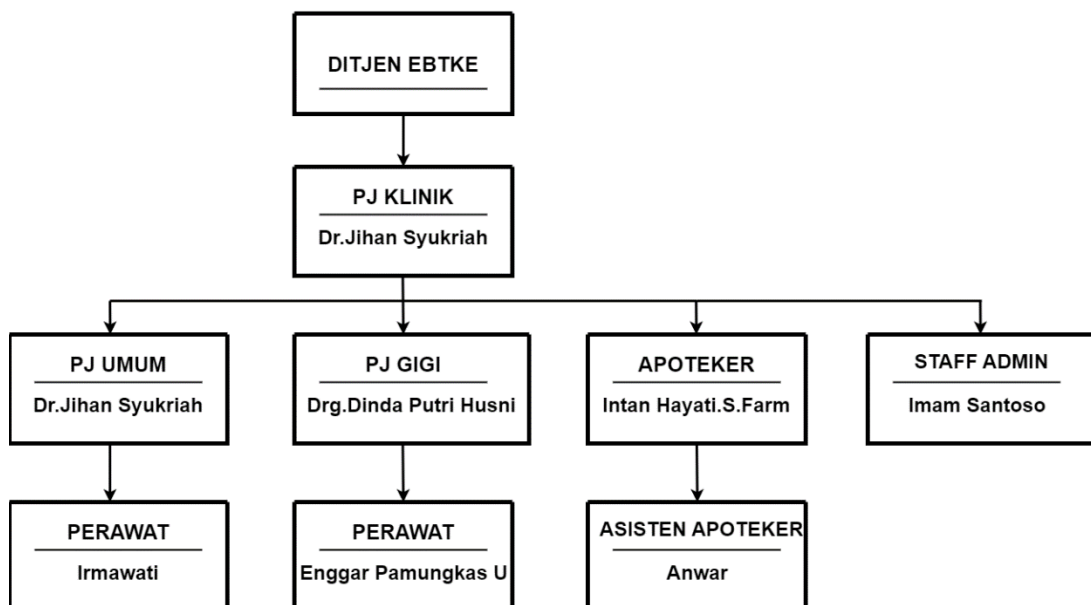 DITJEN EBTKE
PJ KLINIK
Dr.Jihan Syukriah
PJ UMUM
Dr.Jihan Syukriah
PJ GIGI
Drg.Dinda Putri Husni
APOTEKER
Intan Hayati.S.Farm
STAFF ADMIN
Imam Santoso
PERAWAT
Irmawati
PERAWAT
Enggar Pamungkas U
ASISTEN APOTEKER
Anwar